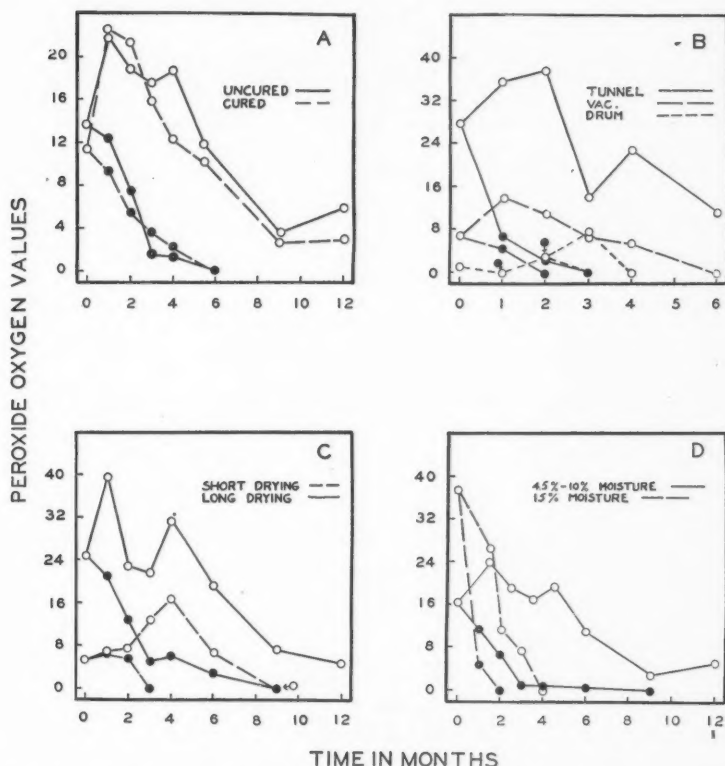 A
20
16
12
8
4
0
UNCURED
CURED
0 2 4 6 8 10 12
B
48
40
32
24
16
8
0
TUNNEL
VAC.
DRUM
0 1 2 3 4 5 6
PEROXIDE OXYGEN VALUES
C
40
32
24
16
8
0
SHORT DRYING
LONG DRYING
0 2 4 6 8 10 12
D
40
32
24
16
8
0
4.5%-10% MOISTURE
15% MOISTURE
0 2 4 6 8 10 12
TIME IN MONTHS